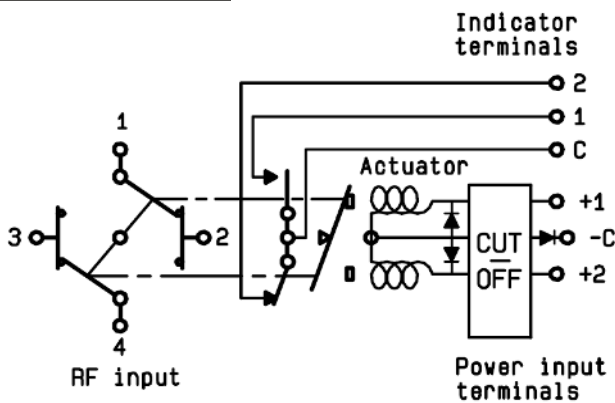 Indicator
terminals
2
1
C
1
Actuator
+1
3
2
CUT
OFF
-C
+2
4
RF input
Power input
terminals